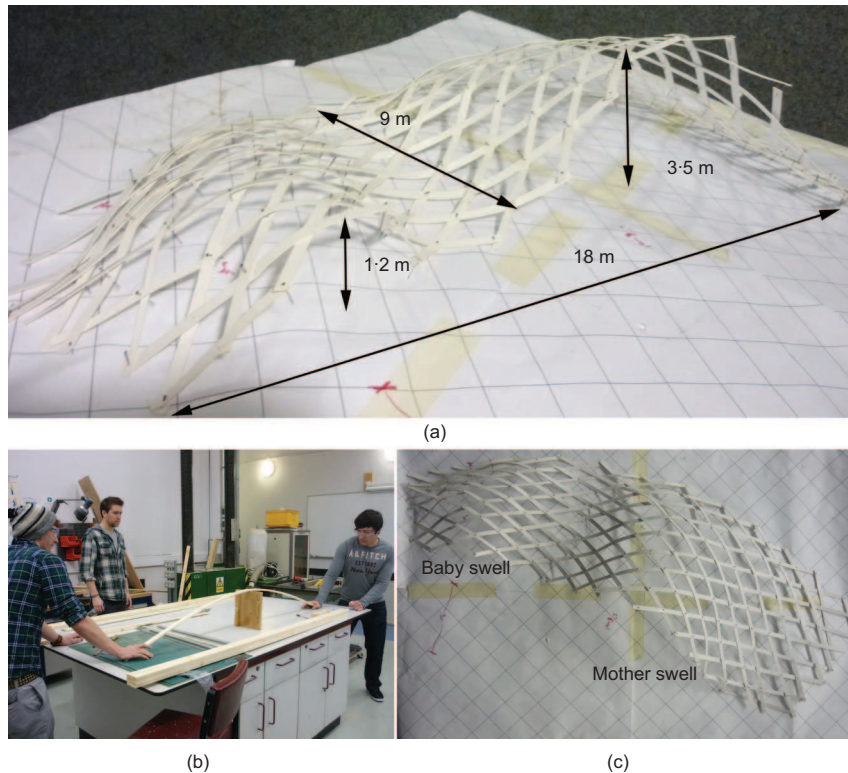 9 m
3·5 m
1·2 m
18 m
(a)
A&FITCH
Baby swell
Mother swell
(b)
(c)